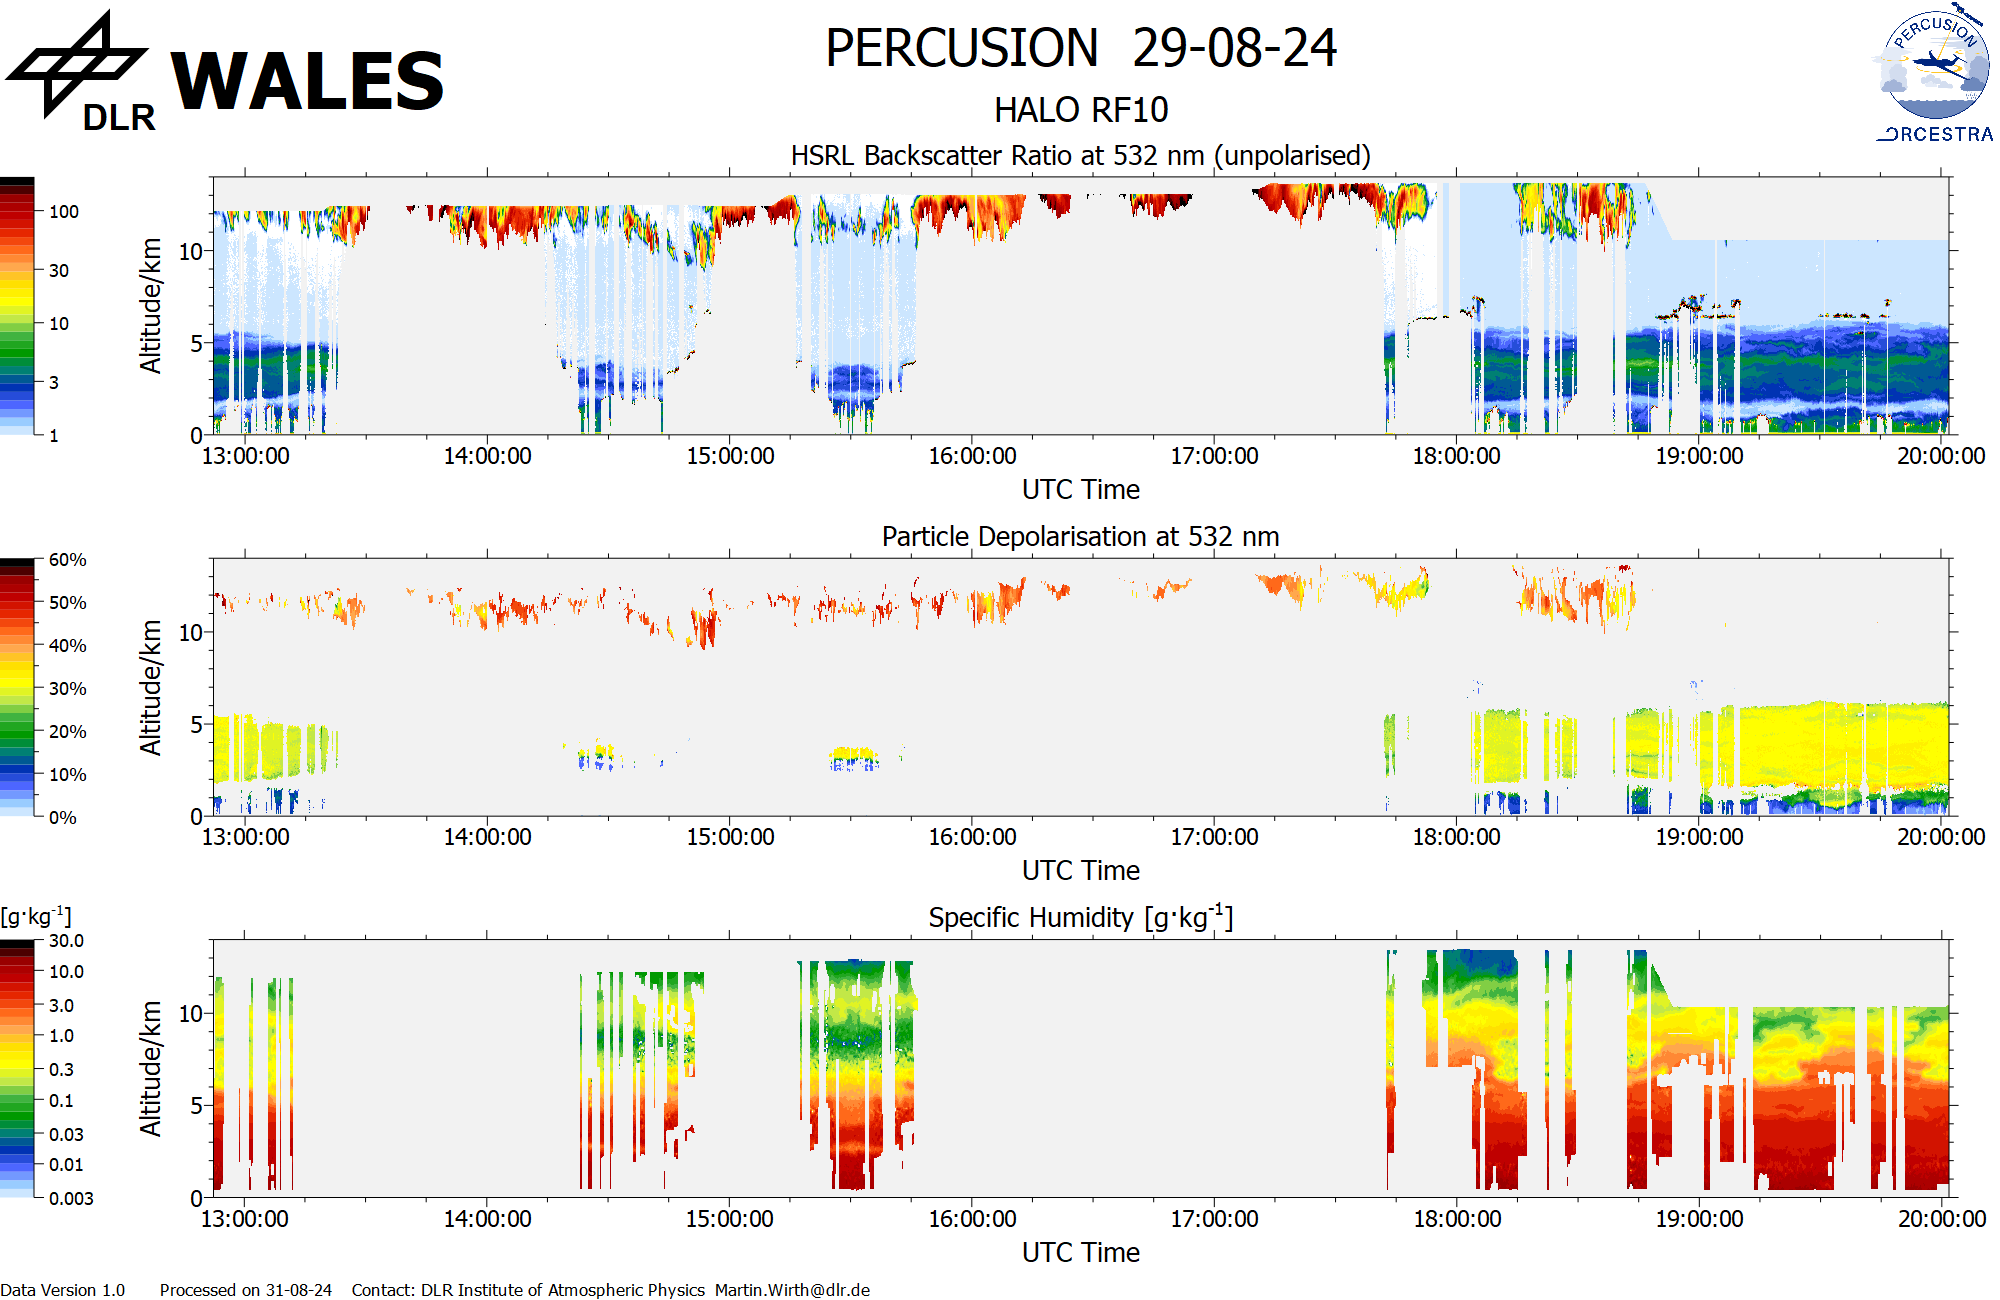 DLR
WALES
PERCUSION 29-08-24
HALO RF10
PERCUSION
ORCESTRA
HSRL Backscatter Ratio at 532 nm (unpolarised)
100
30
10
3
1
Altitude/km
10
5
0
13:00:00 14:00:00 15:00:00 16:00:00 17:00:00 18:00:00 19:00:00 20:00:00
UTC Time
Particle Depolarisation at 532 nm
60%
50%
40%
30%
20%
10%
0%
Altitude/km
10
5
0
13:00:00 14:00:00 15:00:00 16:00:00 17:00:00 18:00:00 19:00:00 20:00:00
UTC Time
Specific Humidity [g·kg⁻¹]
[g·kg⁻¹]
30.0
10.0
3.0
1.0
0.3
0.1
0.03
0.01
0.003
Altitude/km
10
5
0
13:00:00 14:00:00 15:00:00 16:00:00 17:00:00 18:00:00 19:00:00 20:00:00
UTC Time
Data Version 1.0 Processed on 31-08-24 Contact: DLR Institute of Atmospheric Physics Martin.Wirth@dlr.de